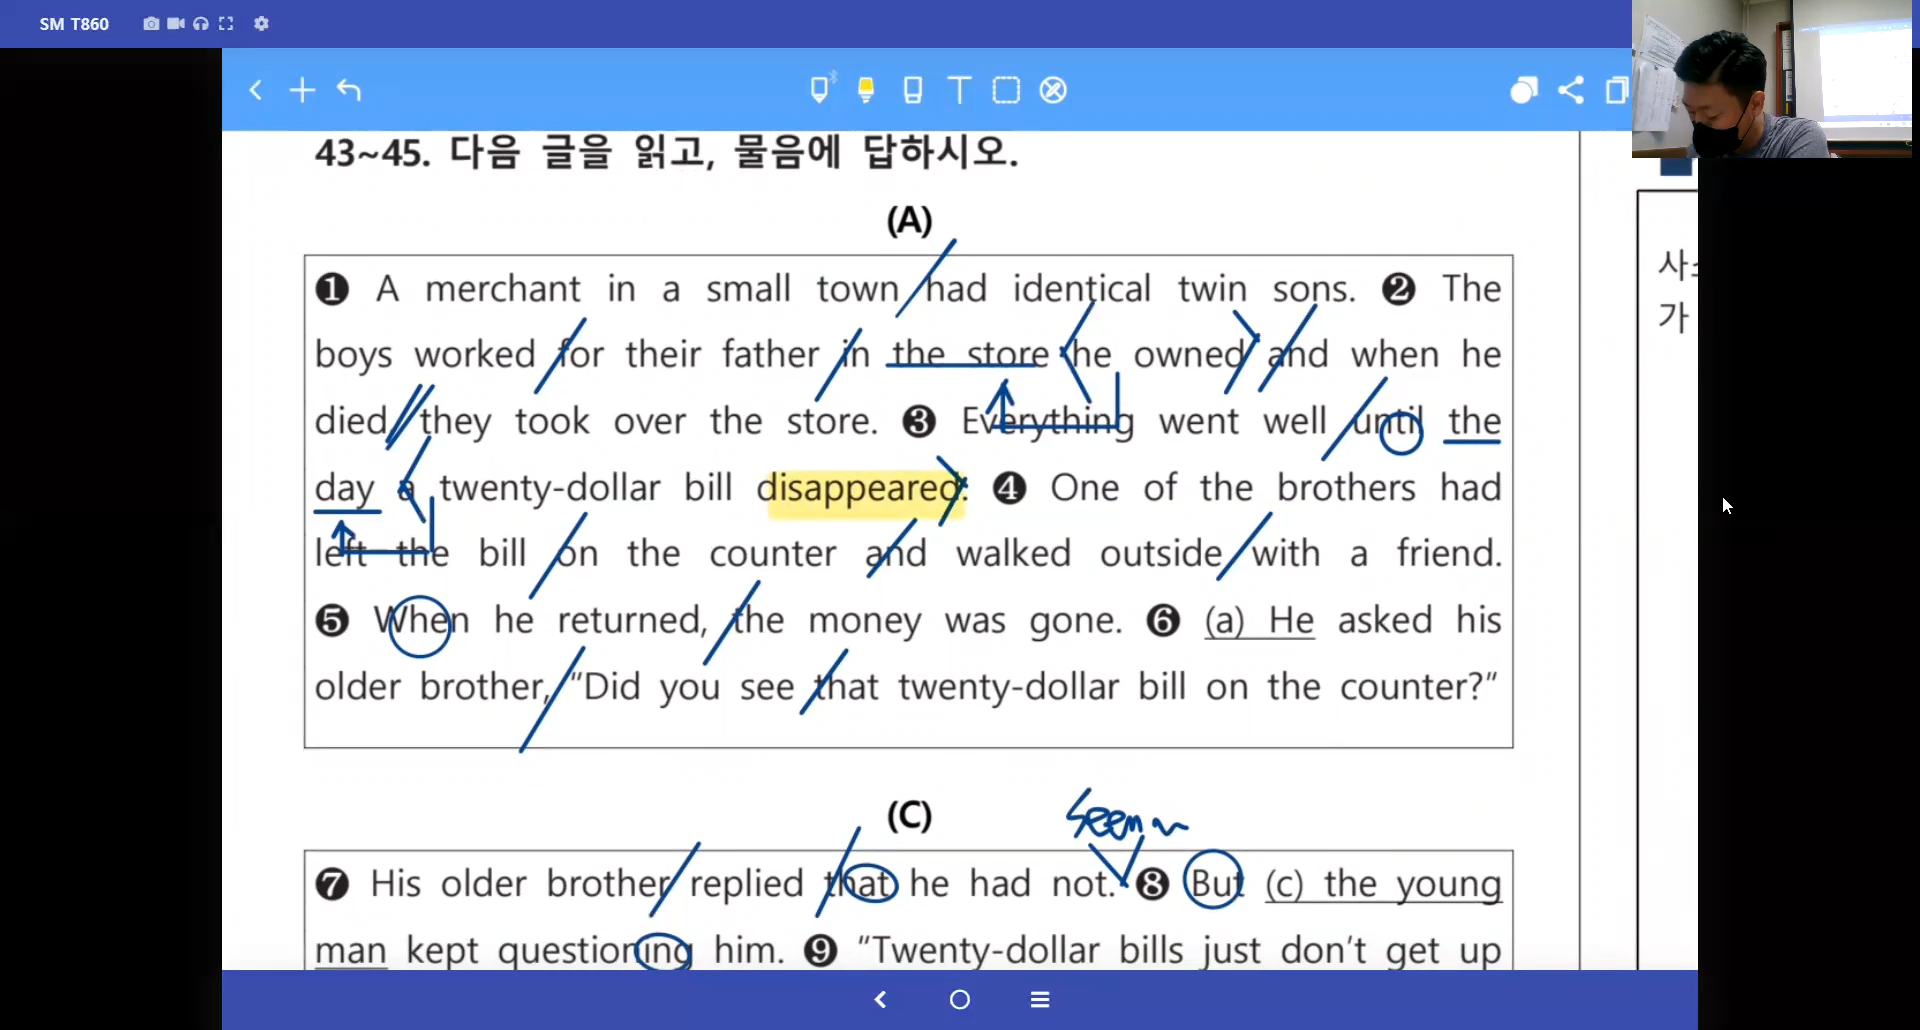 SM T860
43~45. 다음 글을 읽고, 물음에 답하시오.
(A)
❶ A merchant in a small town had identical twin sons. ❷ The
boys worked for their father in the store he owned and when he
died, they took over the store. ❸ Everything went well until the
day a twenty-dollar bill disappeared. ❹ One of the brothers had
left the bill on the counter and walked outside with a friend.
❺ When he returned, the money was gone. ❻ (a) He asked his
older brother, “Did you see that twenty-dollar bill on the counter?”
(C)
❼ His older brother replied that he had not. ❽ But (c) the young
man kept questioning him. ❾ “Twenty-dollar bills just don’t get up
가